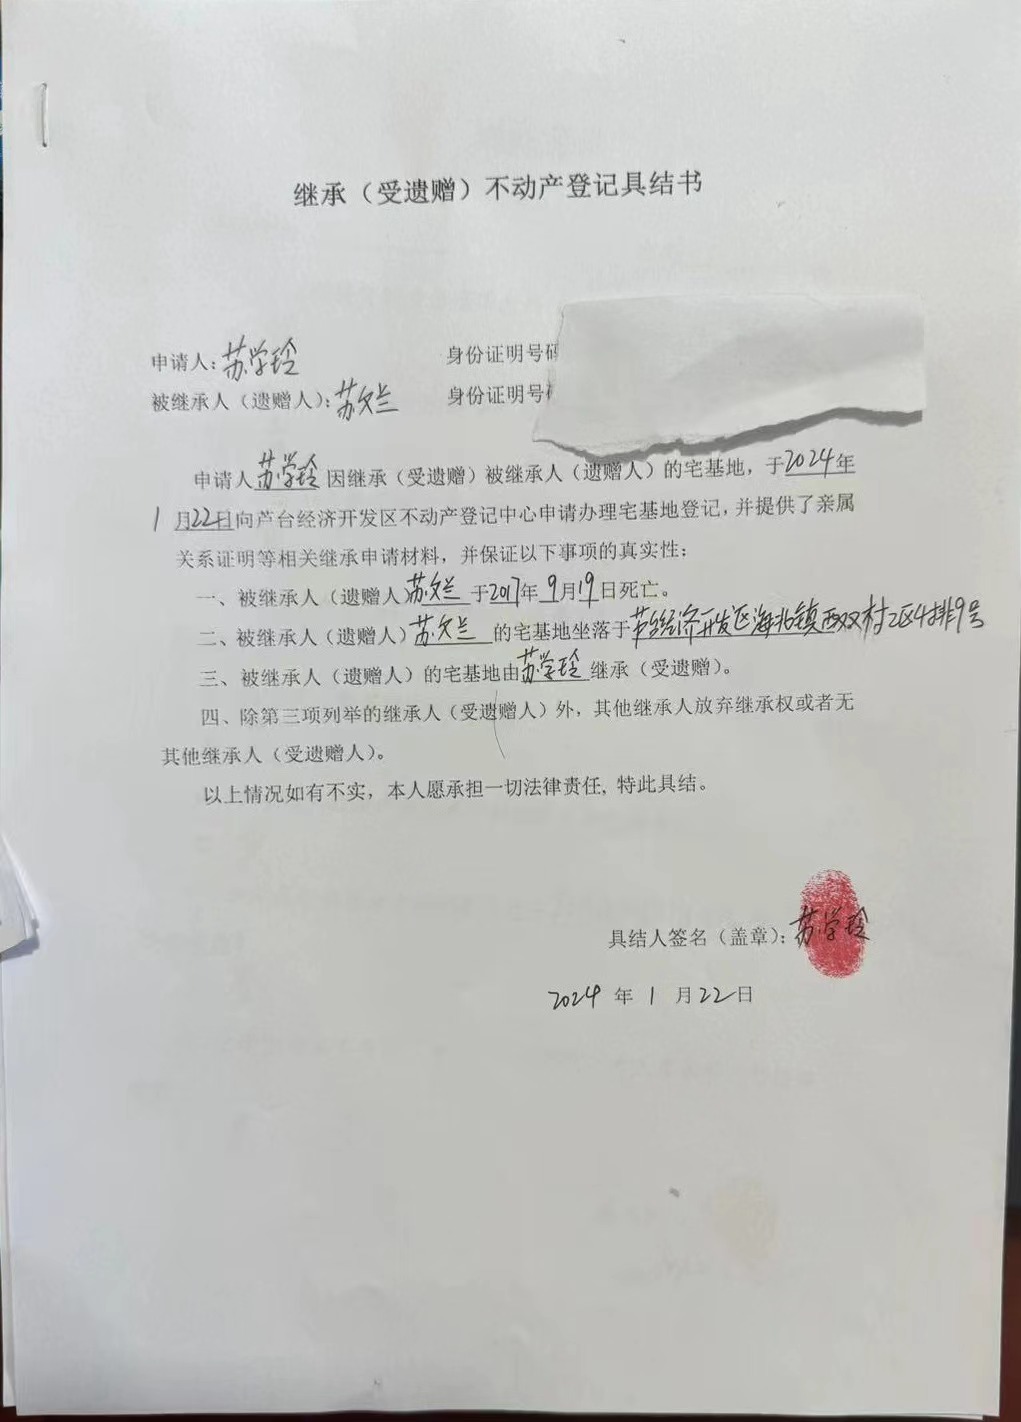 继承（受遗赠）不动产登记具结书
申请人：苏学玲 身份证明号码
被继承人（遗赠人）：苏文兰 身份证明号
申请人苏学玲因继承（受遗赠）被继承人（遗赠人）的宅基地，于2024年
1月22日向芦台经济开发区不动产登记中心申请办理宅基地登记，并提供了亲属
关系证明等相关继承申请材料，并保证以下事项的真实性：
一、被继承人（遗赠人）苏文兰于2017年9月19日死亡。
二、被继承人（遗赠人）苏文兰的宅基地坐落于芦台经济开发区海北镇西双村2区4排9号
三、被继承人（遗赠人）的宅基地由苏学玲继承（受遗赠）。
四、除第三项列举的继承人（受遗赠人）外，其他继承人放弃继承权或者无
其他继承人（受遗赠人）。
以上情况如有不实，本人愿承担一切法律责任，特此具结。
具结人签名（盖章）：苏学玲
2024年1月22日